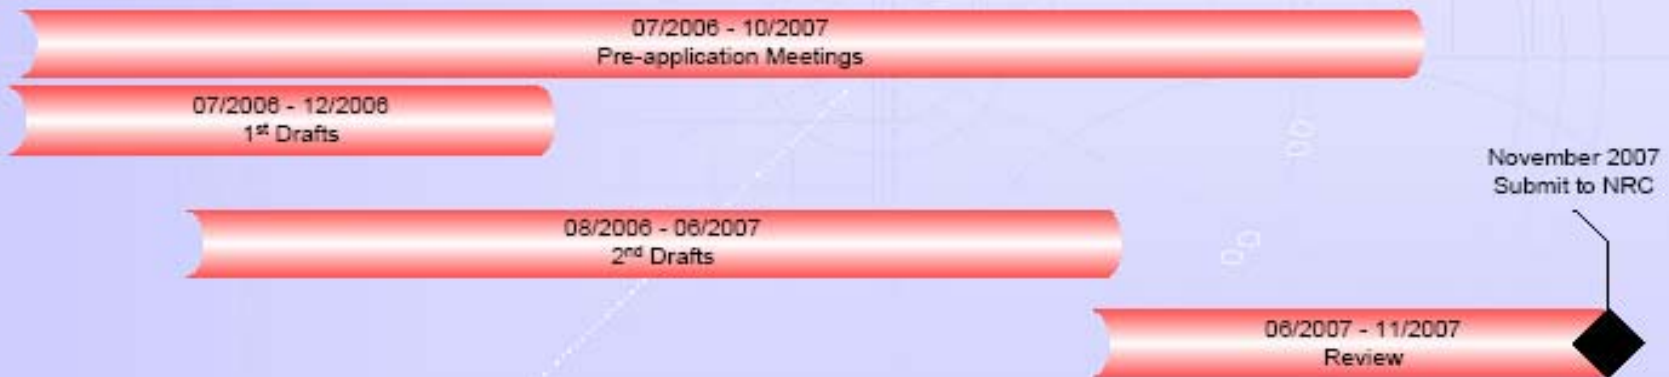 07/2006 - 10/2007
Pre-application Meetings
07/2006 - 12/2006
1st Drafts
November 2007
Submit to NRC
08/2006 - 06/2007
2nd Drafts
06/2007 - 11/2007
Review